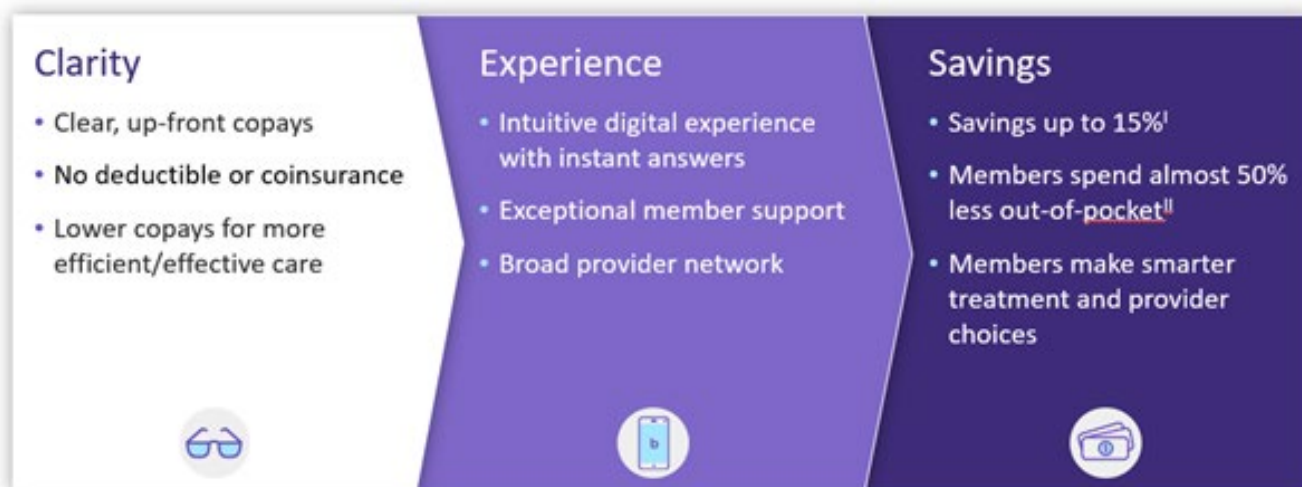 Clarity
• Clear, up-front copays
• No deductible or coinsurance
• Lower copays for more
efficient/effective care
Experience
• Intuitive digital experience
with instant answers
• Exceptional member support
• Broad provider network
b
Savings
• Savings up to 15%ᴵ
• Members spend almost 50%
less out-of-pocketᴵᴵ
• Members make smarter
treatment and provider
choices